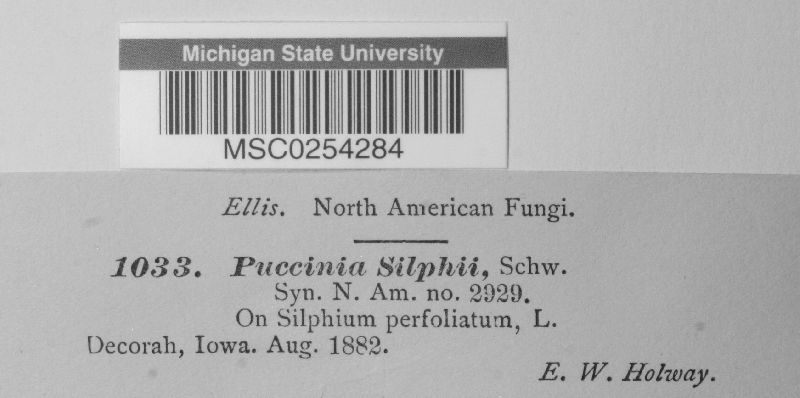 Michigan State University
MSC0254284
Ellis. North American Fungi.
1033. Puccinia Silphii, Schw.
Syn. N. Am. no. 2929.
On Silphium perfoliatum, L.
Decorah, Iowa. Aug. 1882.
E. W. Holway.